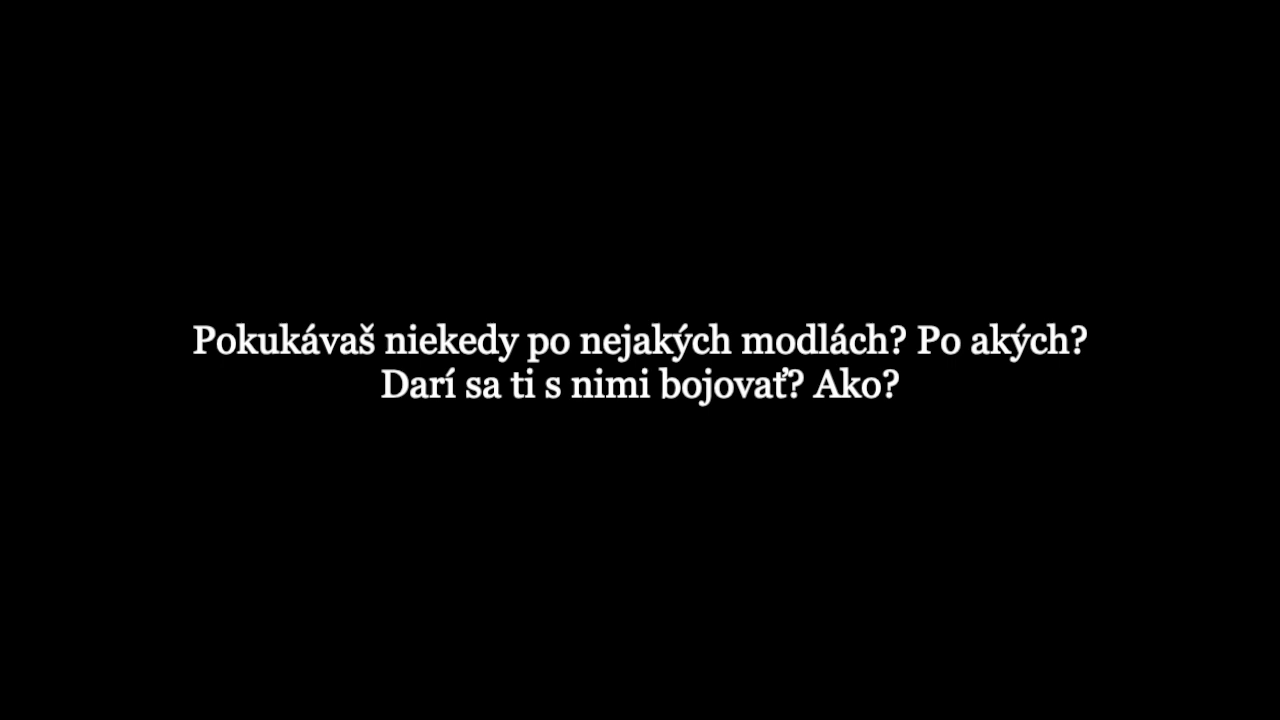 Pokukávaš niekedy po nejakých modlách? Po akých?
Darí sa ti s nimi bojovať? Ako?